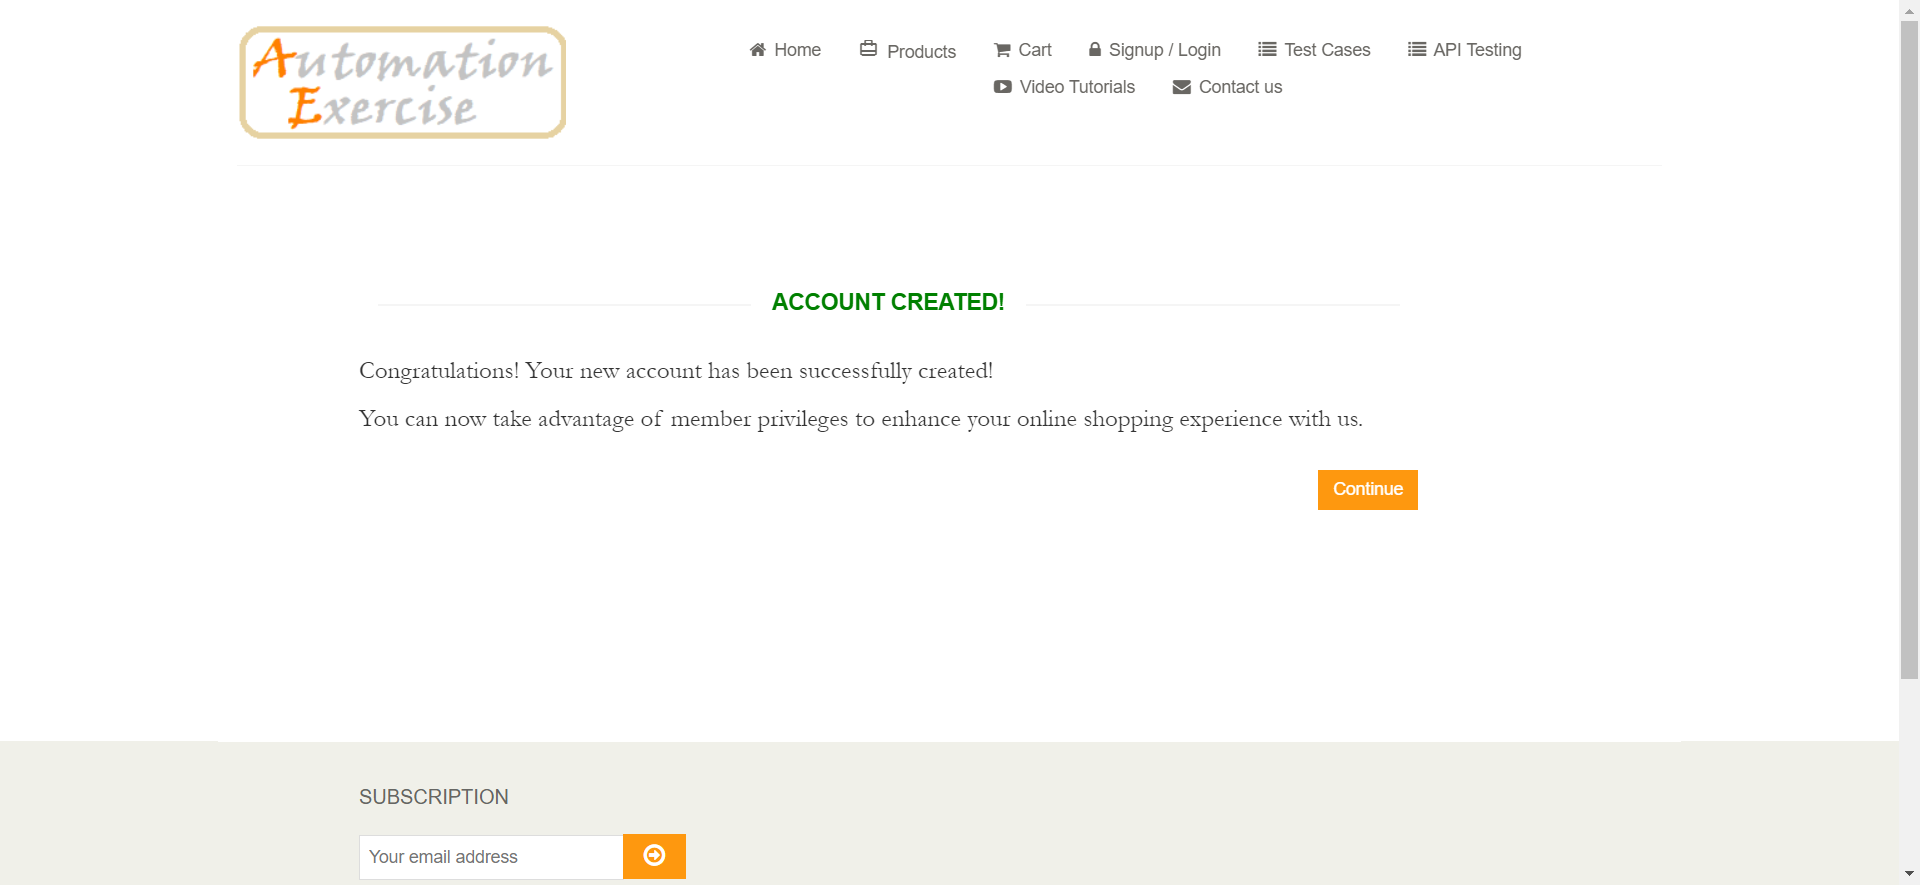 Automation
Exercise
Home Products Cart Signup / Login Test Cases API Testing
Video Tutorials Contact us
ACCOUNT CREATED!
Congratulations! Your new account has been successfully created!
You can now take advantage of member privileges to enhance your online shopping experience with us.
Continue
SUBSCRIPTION
Your email address